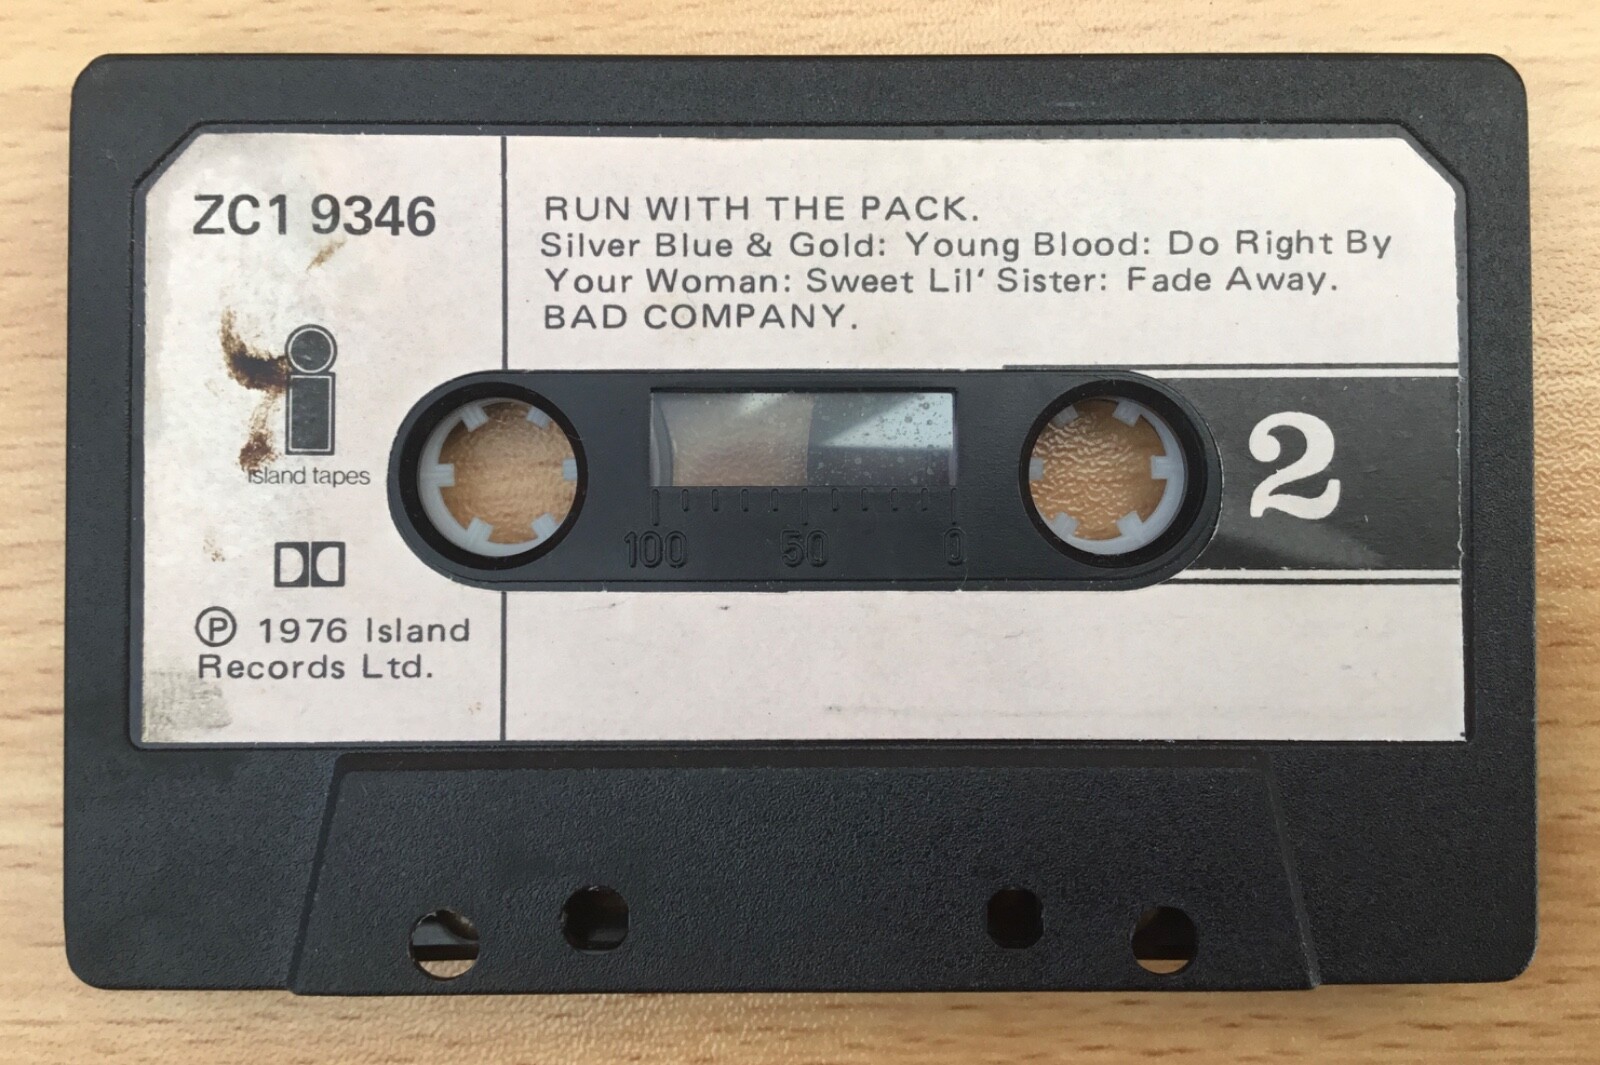 ZC1 9346
island tapes
Ⓟ 1976 Island
Records Ltd.
RUN WITH THE PACK.
Silver Blue & Gold: Young Blood: Do Right By
Your Woman: Sweet Lil' Sister: Fade Away.
BAD COMPANY.
2
100 50 0